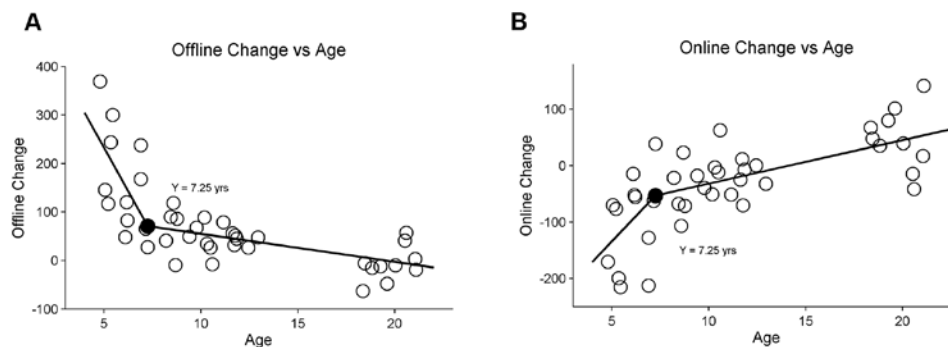 A
Offline Change vs Age
400
300
200
100
0
-100
Offline Change
Y = 7.25 yrs
5
10
15
20
Age
B
Online Change vs Age
100
0
-100
-200
Online Change
Y = 7.25 yrs
5
10
15
20
Age